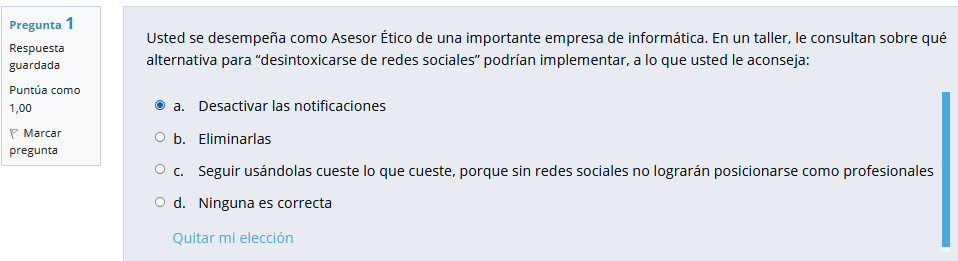 Pregunta 1
Respuesta
guardada
Puntúa como
1,00
Marcar
pregunta
Usted se desempeña como Asesor Ético de una importante empresa de informática. En un taller, le consultan sobre qué
alternativa para “desintoxicarse de redes sociales” podrían implementar, a lo que usted le aconseja:
a. Desactivar las notificaciones
b. Eliminarlas
c. Seguir usándolas cueste lo que cueste, porque sin redes sociales no lograrán posicionarse como profesionales
d. Ninguna es correcta
Quitar mi elección